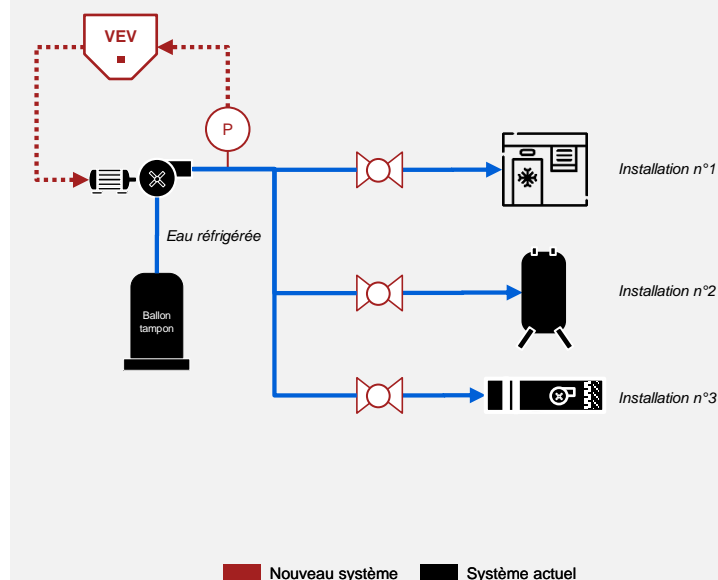 VEV
P
Installation n°1
Eau réfrigérée
Installation n°2
Ballon
tampon
Installation n°3
Nouveau système
Système actuel